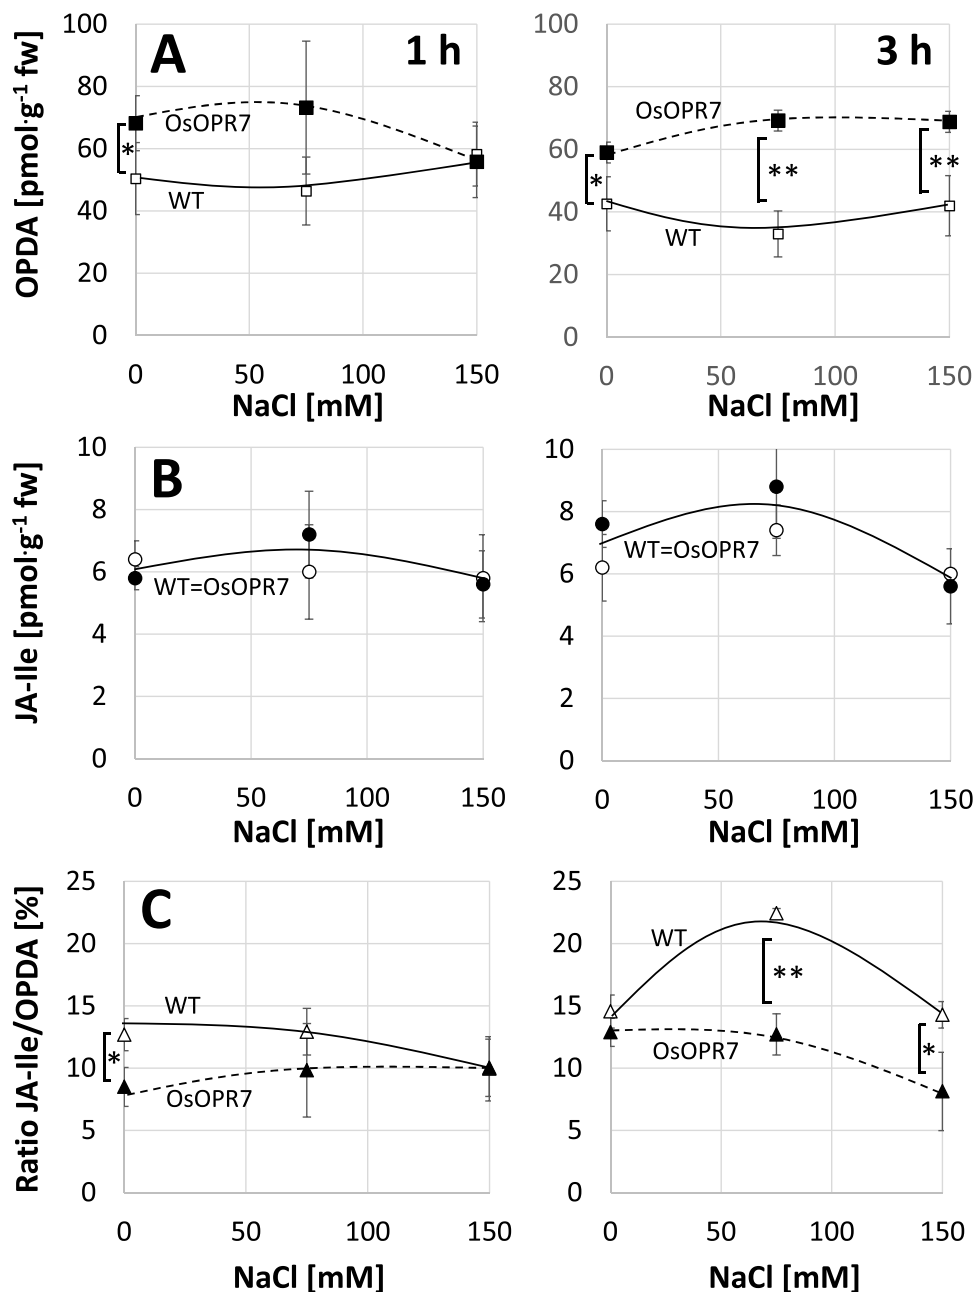 A
1 h
OPDA [pmol·g⁻¹ fw]
100
80
60
40
20
0
OsOPR7
*
WT
0 50 100 150
NaCl [mM]
3 h
100
80
60
40
20
0
OsOPR7
*
**
**
WT
0 50 100 150
NaCl [mM]
B
JA-Ile [pmol·g⁻¹ fw]
10
8
6
4
2
0
WT=OsOPR7
0 50 100 150
NaCl [mM]
10
8
6
4
2
0
WT=OsOPR7
0 50 100 150
NaCl [mM]
C
Ratio JA-Ile/OPDA [%]
25
20
15
10
5
0
WT
*
OsOPR7
0 50 100 150
NaCl [mM]
25
20
15
10
5
0
WT
**
OsOPR7
*
0 50 100 150
NaCl [mM]